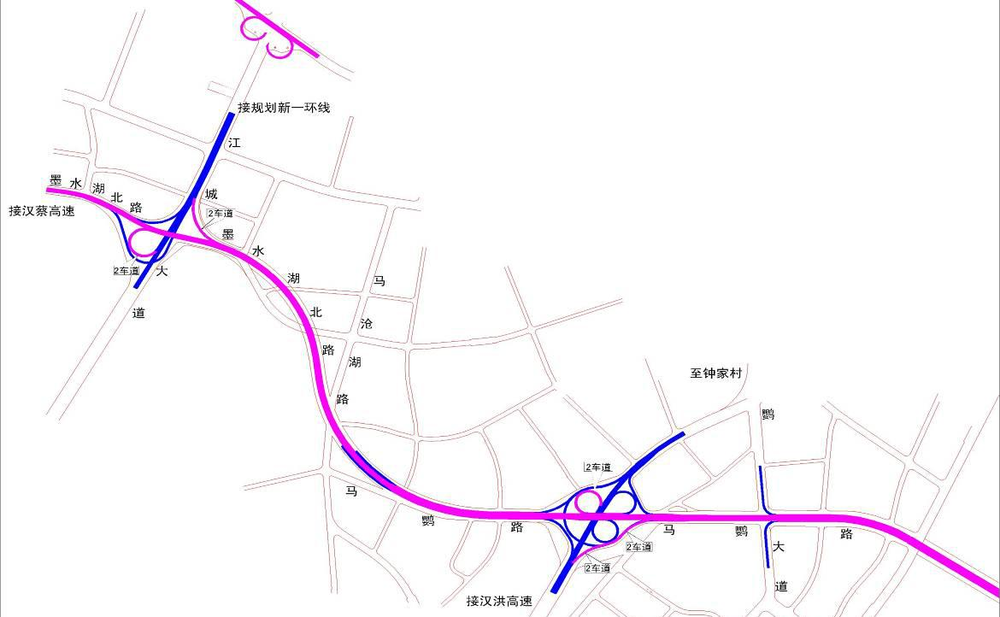 接规划新一环线
江
城
大
道
墨水湖北路
接汉蔡高速
2车道
2车道
墨水湖北路
马沧湖路
至钟家村
鹦
大
道
2车道
马鹦路
马鹦路
2车道
2车道
接汉洪高速